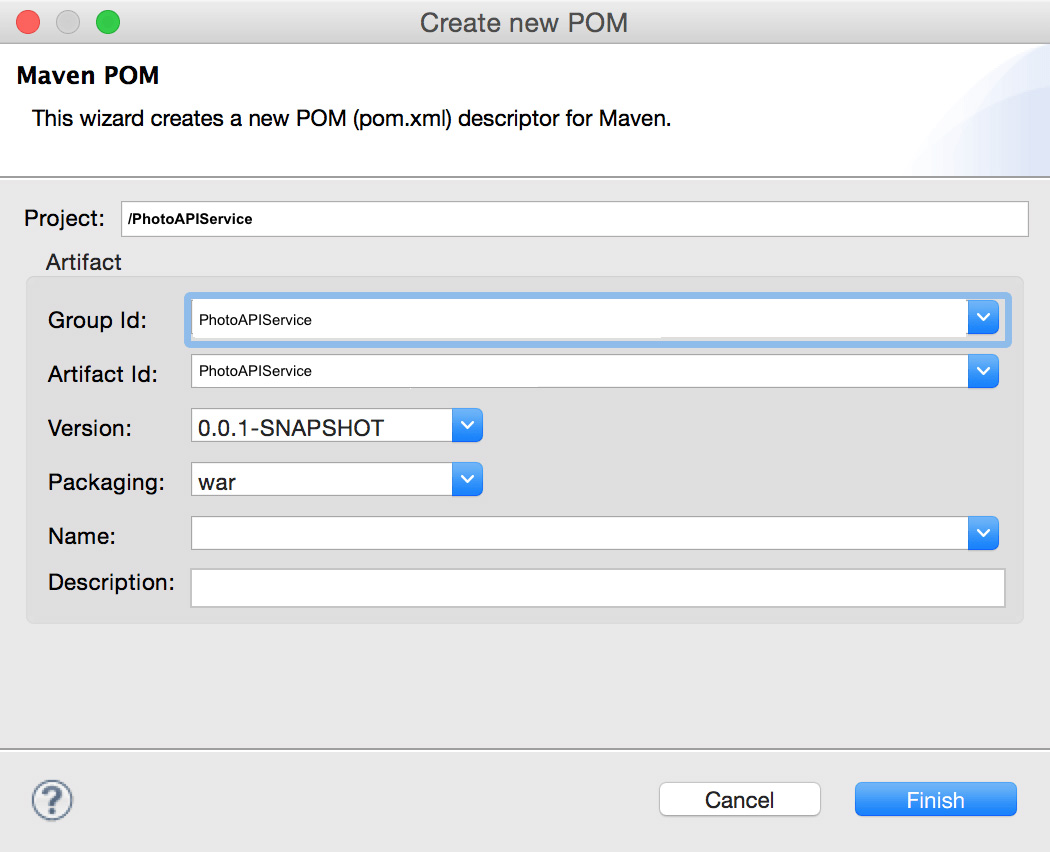 Create new POM
Maven POM
This wizard creates a new POM (pom.xml) descriptor for Maven.
Project: /PhotoAPIService
Artifact
Group Id: PhotoAPIService
Artifact Id: PhotoAPIService
Version: 0.0.1-SNAPSHOT
Packaging: war
Name:
Description:
? Cancel Finish